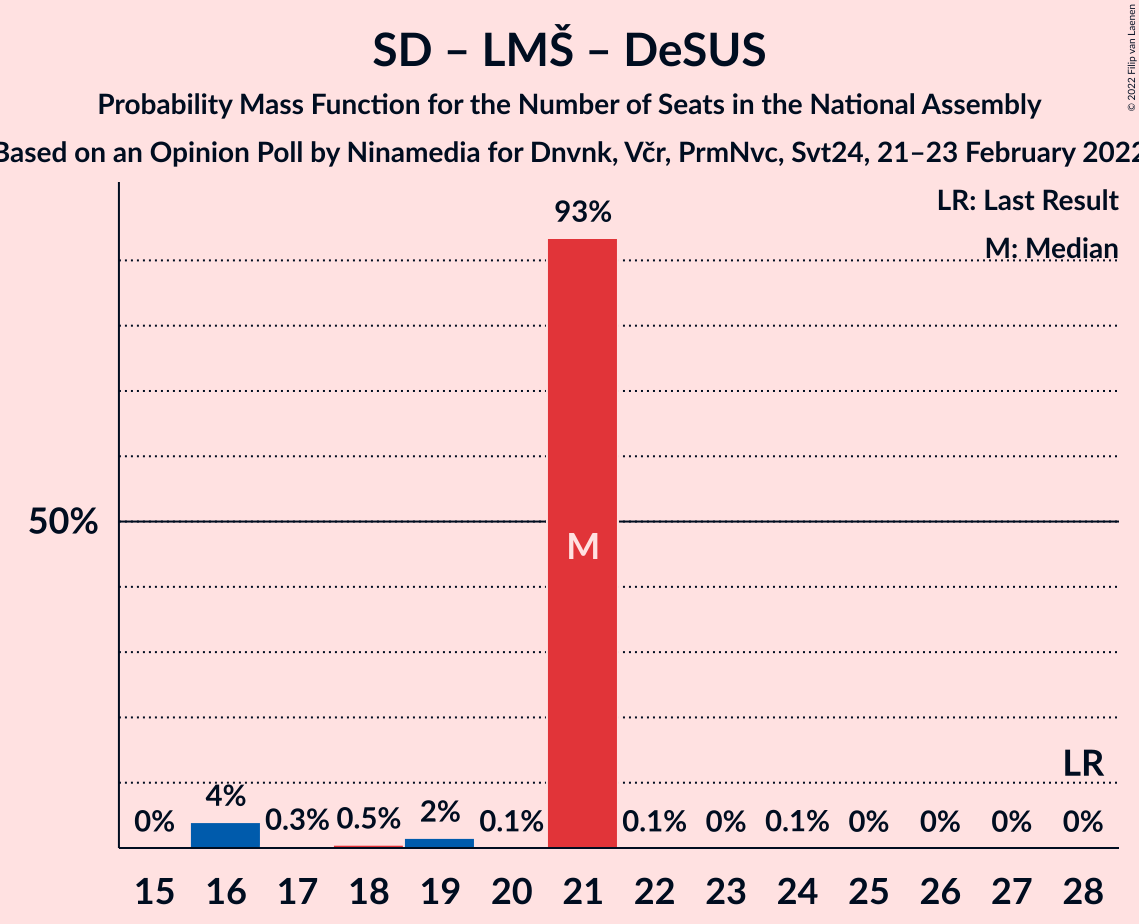 SD – LMŠ – DeSUS
Probability Mass Function for the Number of Seats in the National Assembly
Based on an Opinion Poll by Ninamedia for Dnvnk, Včr, PrmNvc, Svt24, 21–23 February 2022
© 2022 Filip van Laenen
LR: Last Result
M: Median
93%
50%
M
LR
0% 4% 0.3% 0.5% 2% 0.1% 0.1% 0% 0.1% 0% 0% 0% 0%
15 16 17 18 19 20 21 22 23 24 25 26 27 28